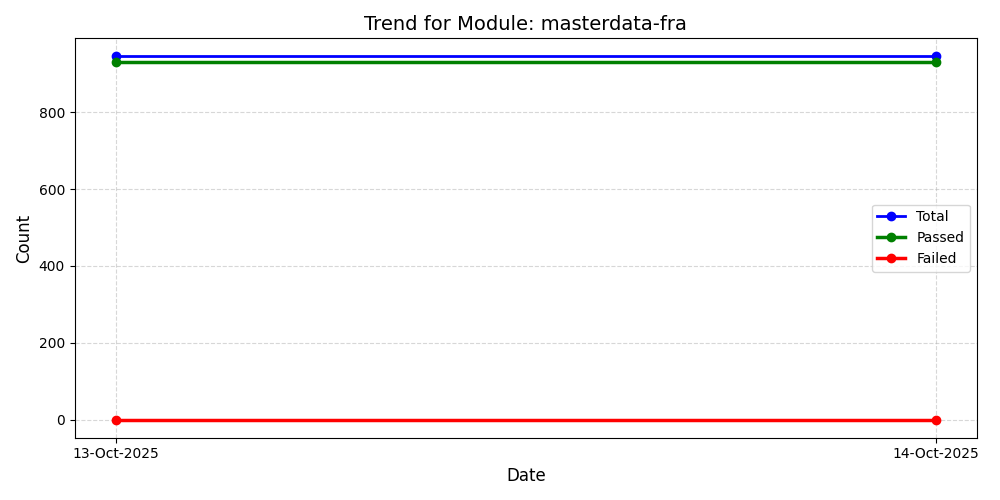 Trend for Module: masterdata-fra
Count
800
600
400
200
0
Total
Passed
Failed
13-Oct-2025
14-Oct-2025
Date